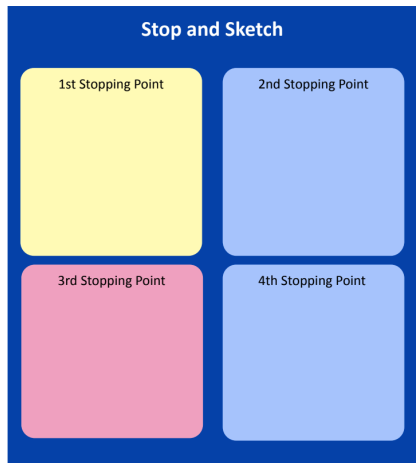 Stop and Sketch
1st Stopping Point
2nd Stopping Point
3rd Stopping Point
4th Stopping Point